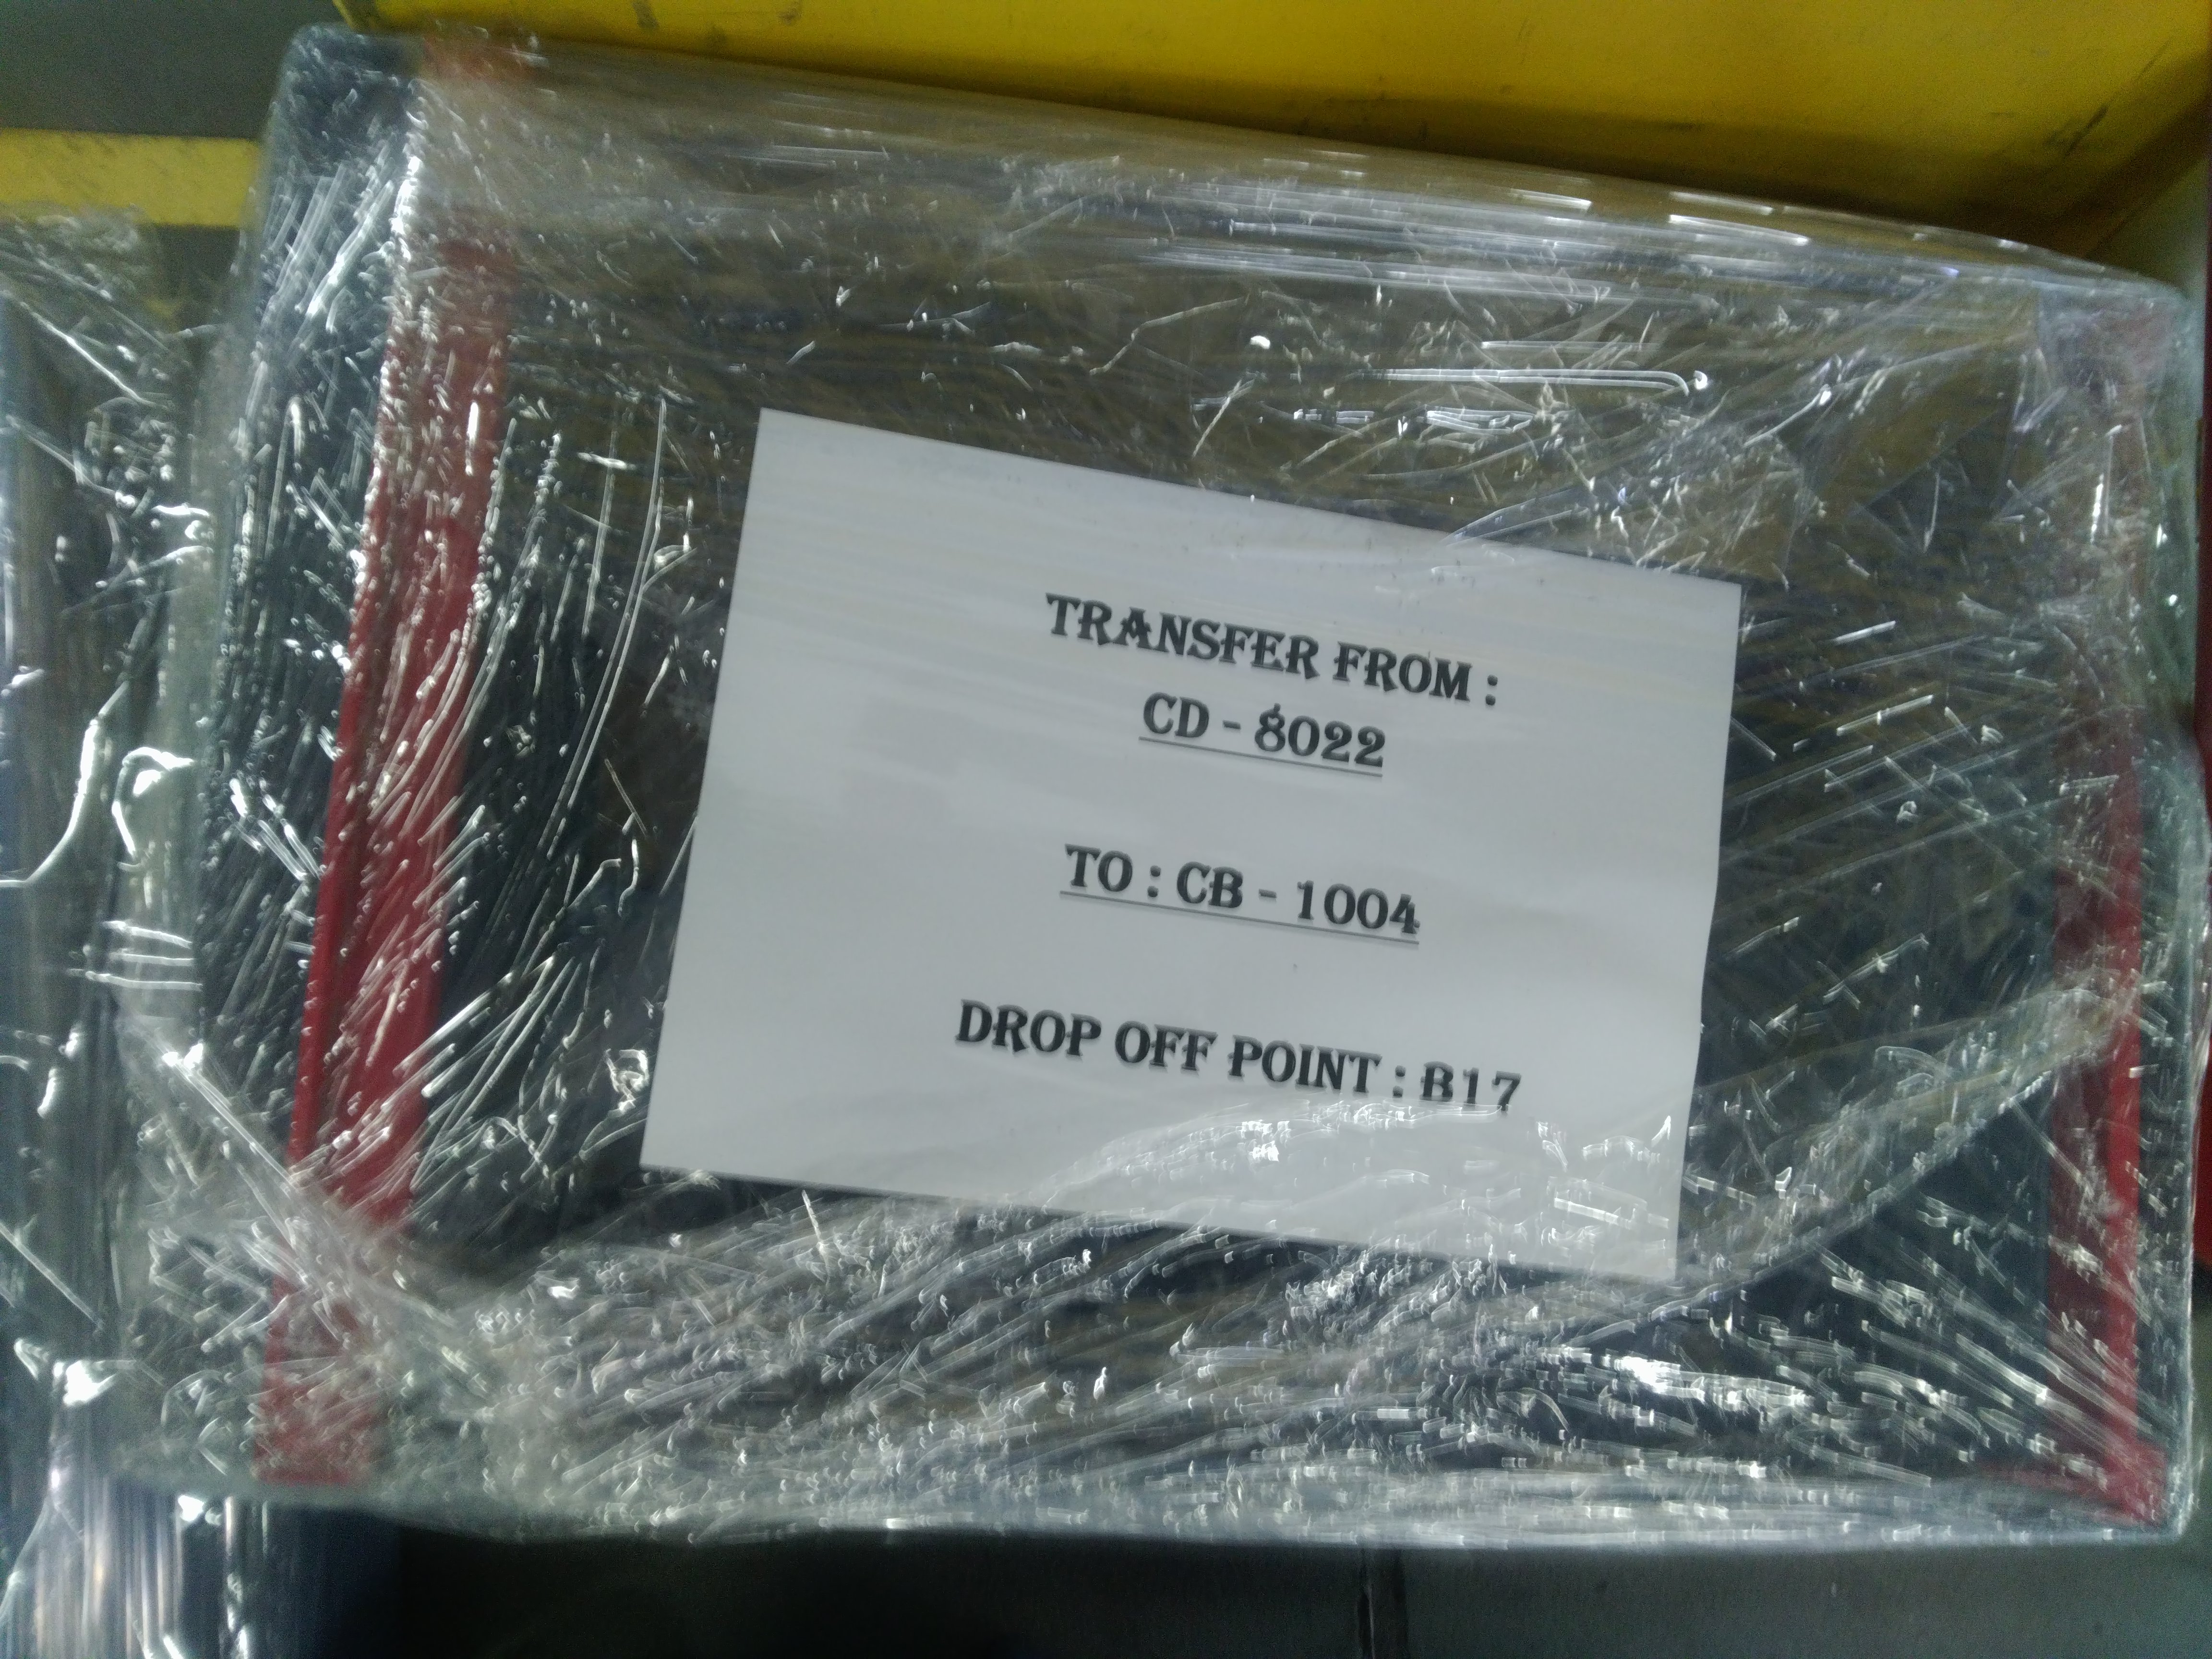 TRANSFER FROM :
CD - 8022
TO : CB - 1004
DROP OFF POINT : B17